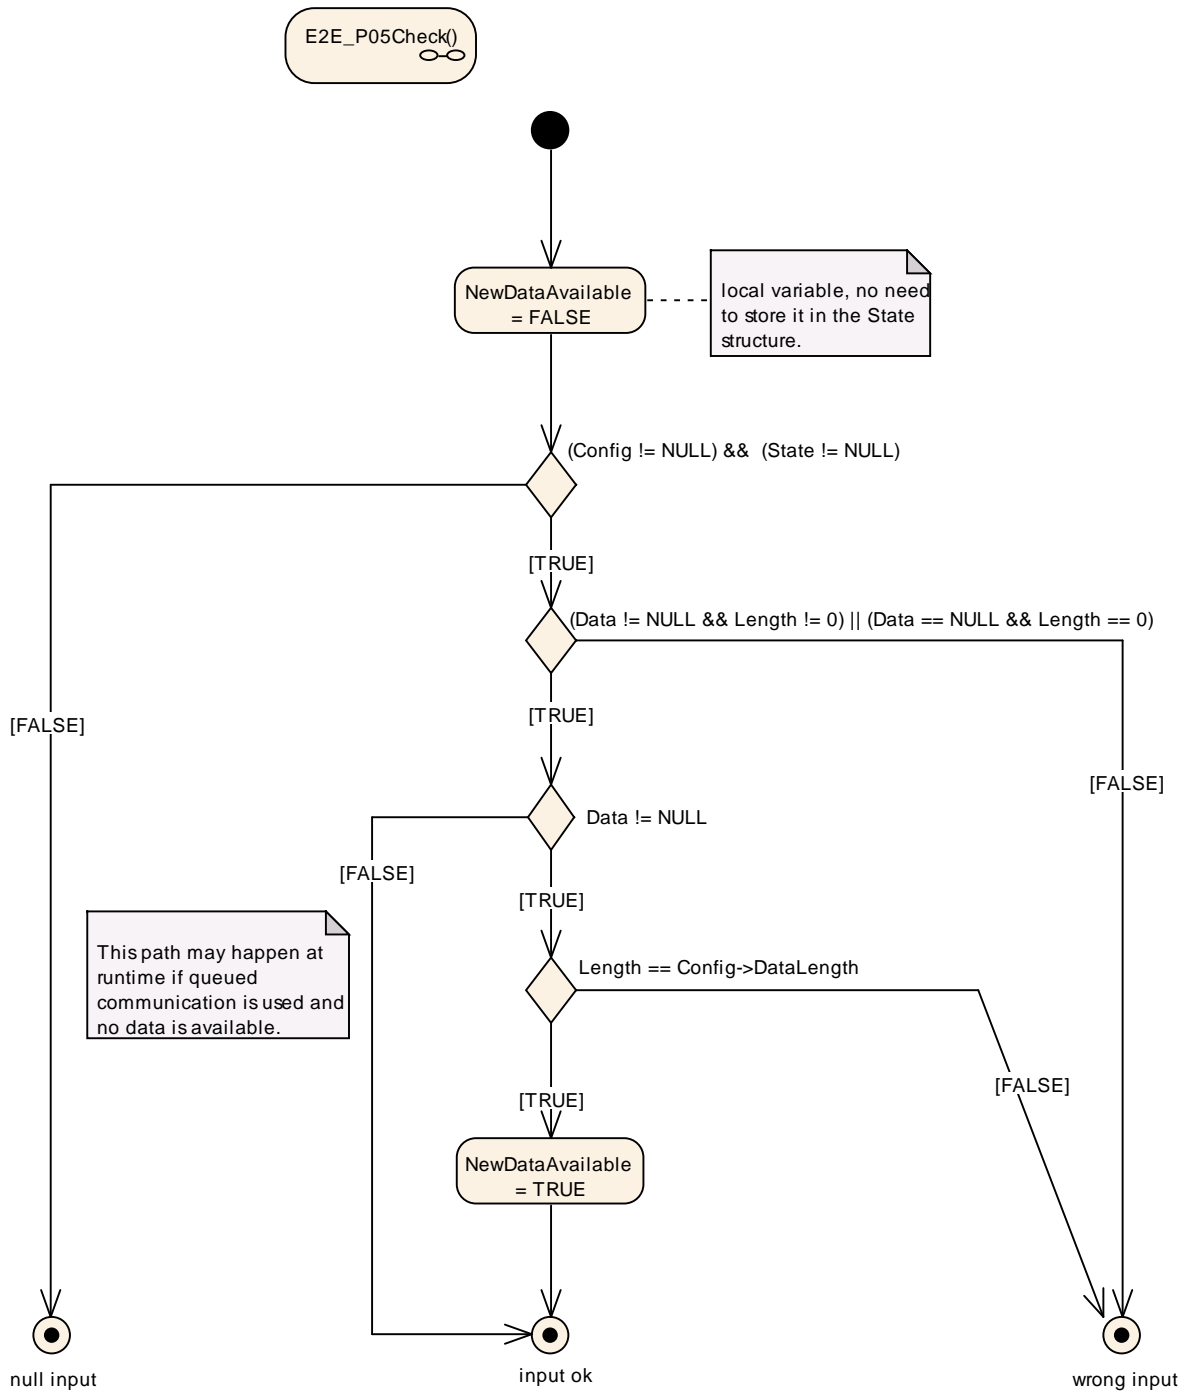 E2E_P05Check()
NewDataAvailable
= FALSE
local variable, no need
to store it in the State
structure.
(Config != NULL) &&  (State != NULL)
[TRUE]
(Data != NULL && Length != 0) || (Data == NULL && Length == 0)
[TRUE]
[FALSE]
[FALSE]
Data != NULL
[FALSE]
[TRUE]
This path may happen at
runtime if queued
communication is used and
no data is available.
Length == Config->DataLength
[FALSE]
[TRUE]
NewDataAvailable
= TRUE
null input
input ok
wrong input